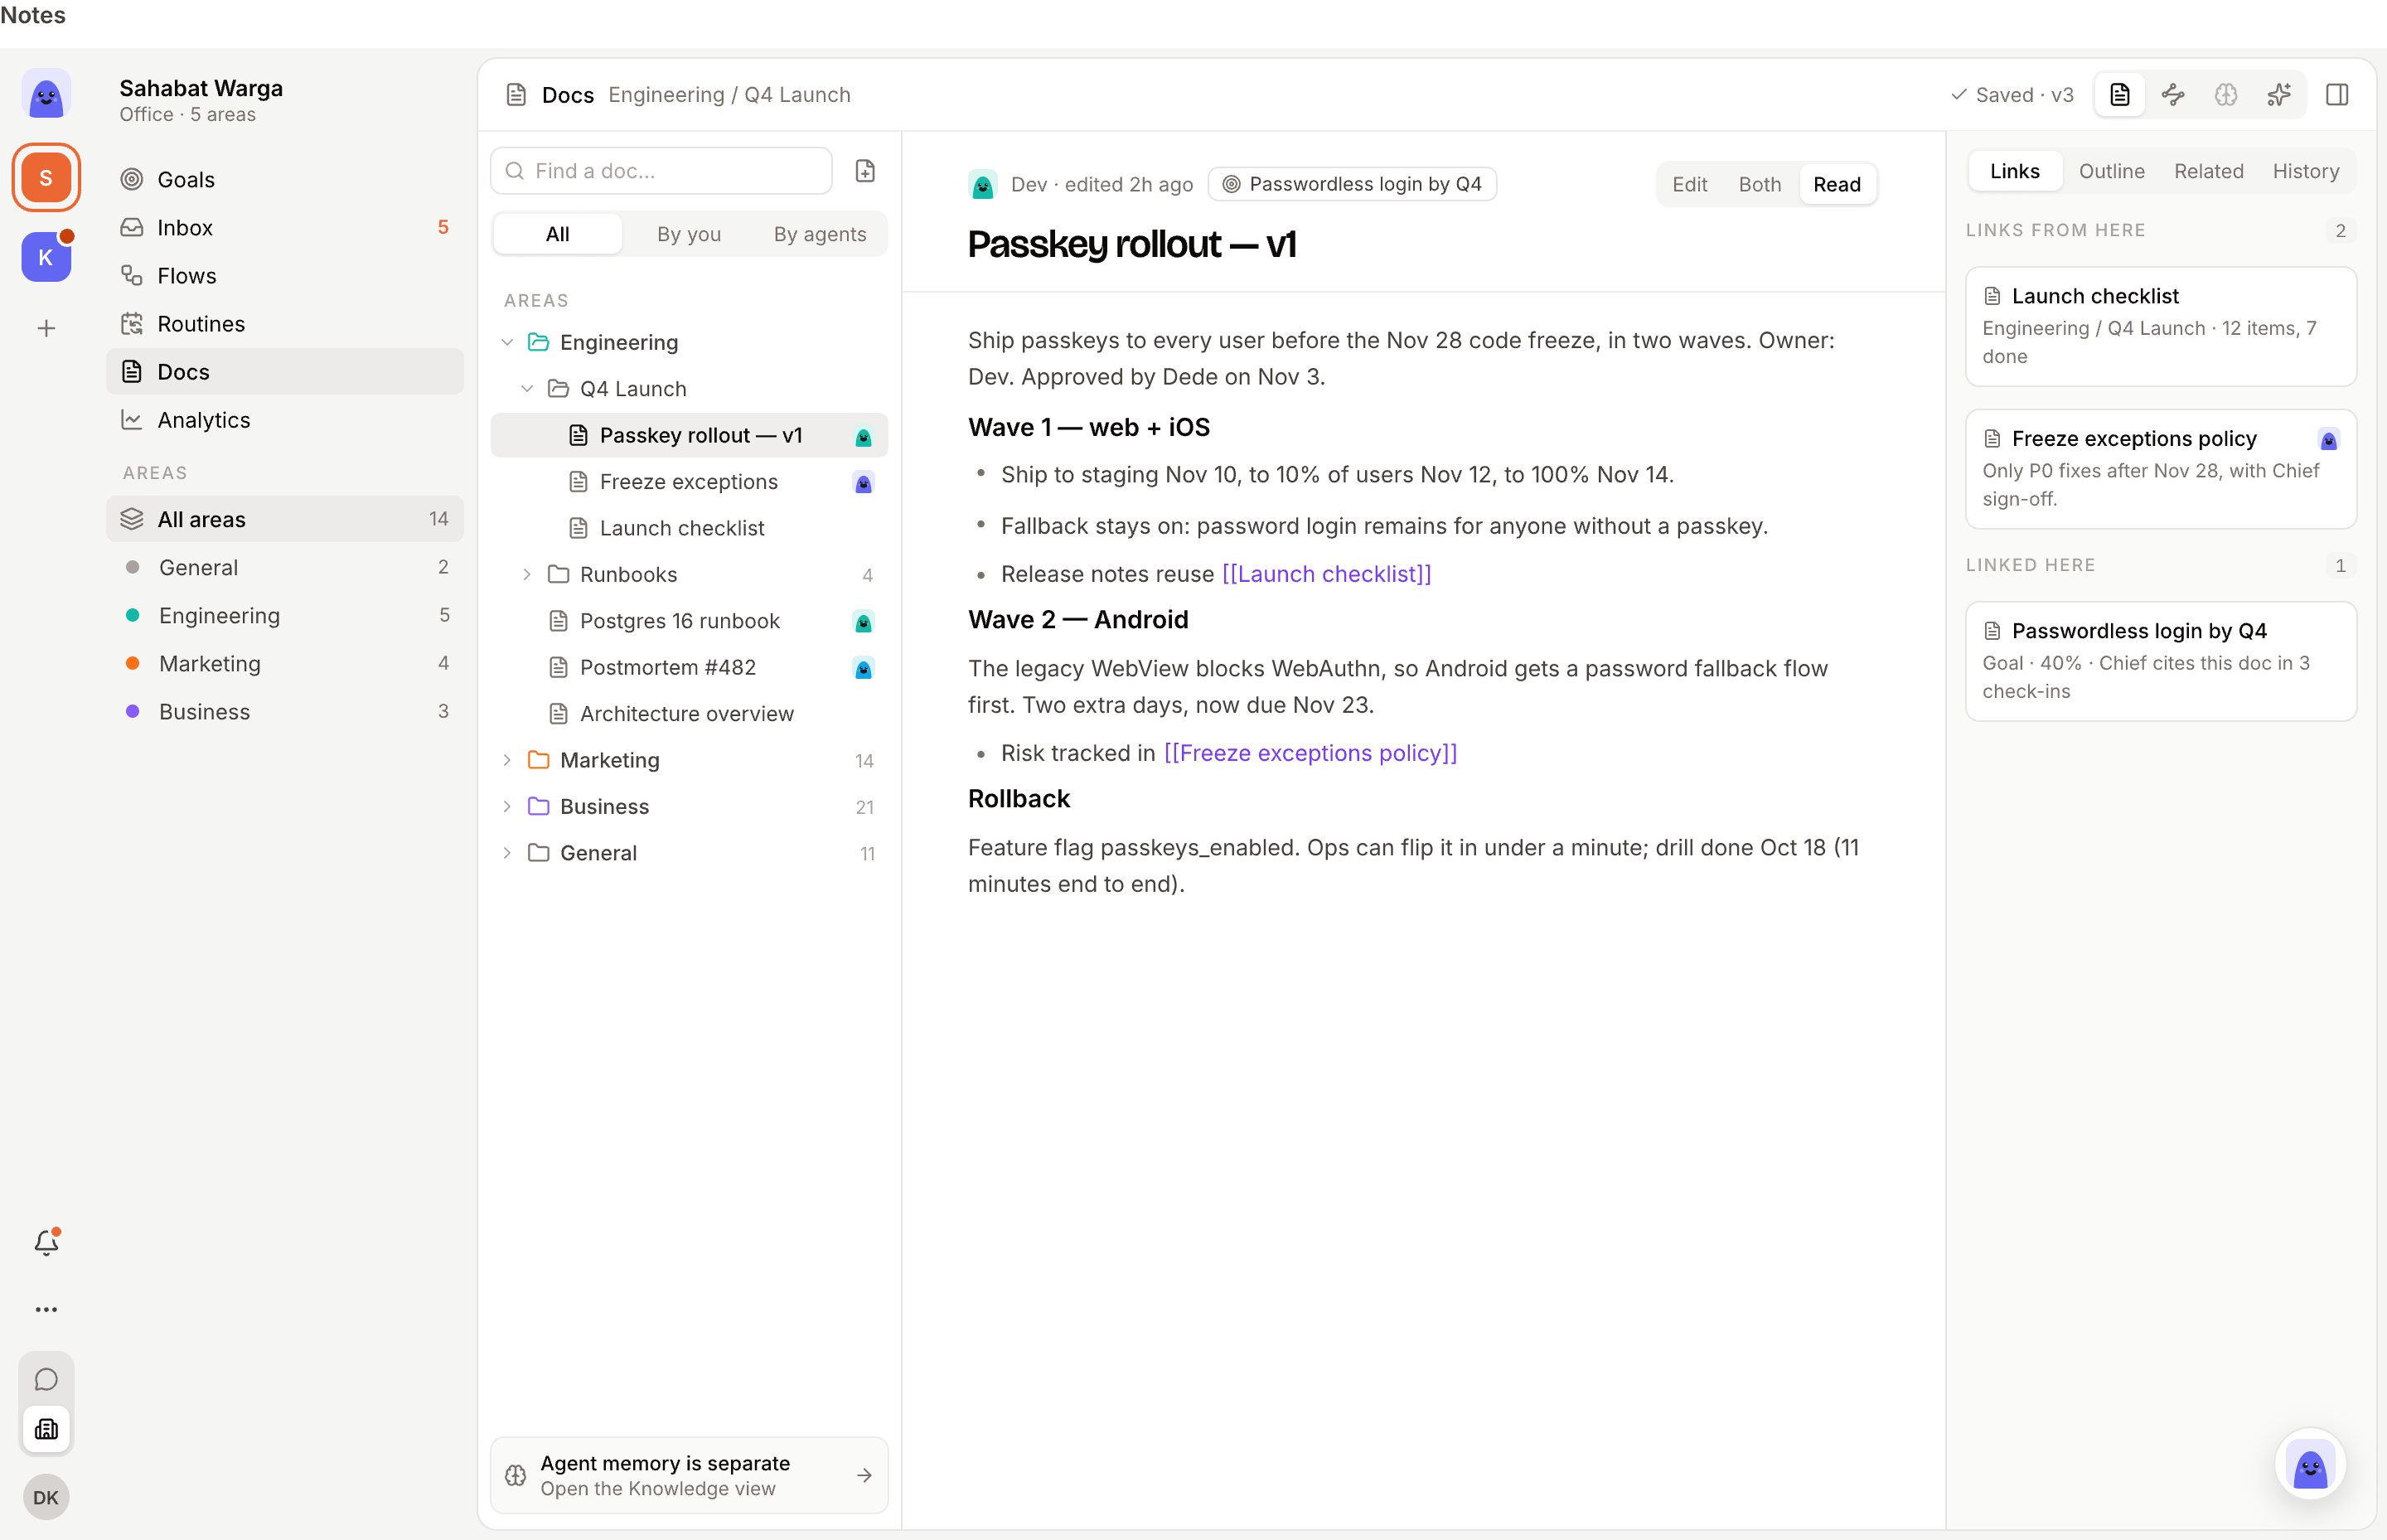 Notes
Sahabat Warga
Office · 5 areas
S
K
Goals
Inbox 5
Flows
Routines
Docs
Analytics
AREAS
All areas 14
General 2
Engineering 5
Marketing 4
Business 3
DK
Docs Engineering / Q4 Launch
Saved · v3
Find a doc...
All By you By agents
AREAS
Engineering
Q4 Launch
Passkey rollout — v1
Freeze exceptions
Launch checklist
Runbooks 4
Postgres 16 runbook
Postmortem #482
Architecture overview
Marketing 14
Business 21
General 11
Agent memory is separate
Open the Knowledge view
Dev · edited 2h ago Passwordless login by Q4
Edit Both Read
Passkey rollout — v1
Ship passkeys to every user before the Nov 28 code freeze, in two waves. Owner:
Dev. Approved by Dede on Nov 3.
Wave 1 — web + iOS
• Ship to staging Nov 10, to 10% of users Nov 12, to 100% Nov 14.
• Fallback stays on: password login remains for anyone without a passkey.
• Release notes reuse [[Launch checklist]]
Wave 2 — Android
The legacy WebView blocks WebAuthn, so Android gets a password fallback flow
first. Two extra days, now due Nov 23.
• Risk tracked in [[Freeze exceptions policy]]
Rollback
Feature flag passkeys_enabled. Ops can flip it in under a minute; drill done Oct 18 (11
minutes end to end).
Links Outline Related History
LINKS FROM HERE 2
Launch checklist
Engineering / Q4 Launch · 12 items, 7
done
Freeze exceptions policy
Only P0 fixes after Nov 28, with Chief
sign-off.
LINKED HERE 1
Passwordless login by Q4
Goal · 40% · Chief cites this doc in 3
check-ins